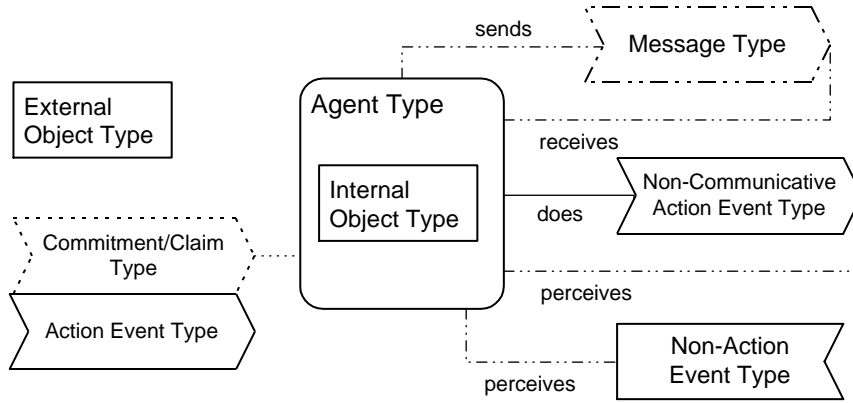 sends
Message Type
External
Object Type
Agent Type
receives
Internal
Object Type
Non-Communicative
Action Event Type
does
Commitment/Claim
Type
perceives
Action Event Type
Non-Action
Event Type
perceives